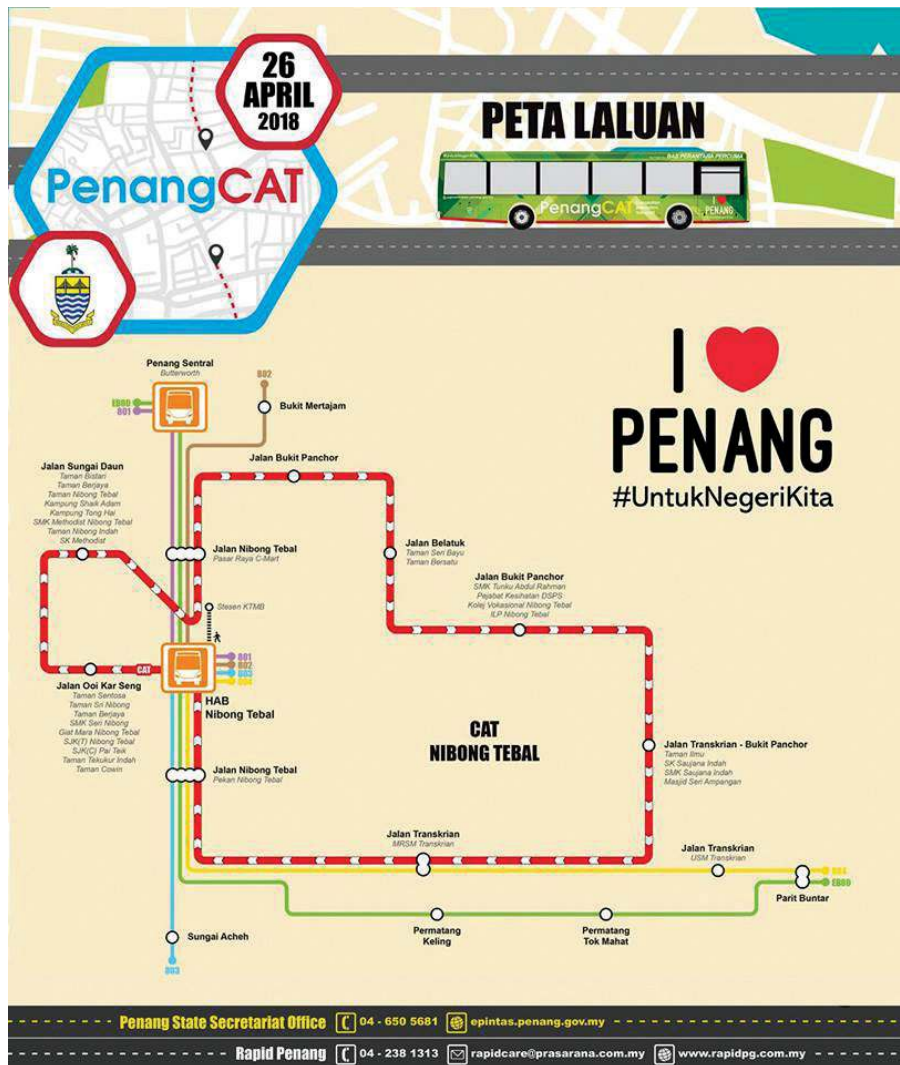 26
APRIL
2018
PenangCAT
PETA LALUAN
BAS PERANTARA PERCUMA
PenangCAT
I
PENANG
I
PENANG
#UntukNegeriKita
Penang Sentral
Butterworth
EB80
801
802
Bukit Mertajam
Jalan Bukit Panchor
Jalan Sungai Daun
Taman Bistari
Taman Berjaya
Taman Nibong Tebal
Kampung Shaik Adam
Kampung Tong Hai
SMK Methodist Nibong Tebal
Taman Nibong Indah
SK Methodist
Jalan Nibong Tebal
Pasar Raya C-Mart
Jalan Belatuk
Taman Seri Bayu
Taman Bersatu
Jalan Bukit Panchor
SMK Tunku Abdul Rahman
Pejabat Kesihatan DSPS
Kolej Vokasional Nibong Tebal
ILP Nibong Tebal
Stesen KTMB
801
802
803
804
CAT
HAB
Nibong Tebal
Jalan Ooi Kar Seng
Taman Sentosa
Taman Sri Nibong
Taman Berjaya
SMK Seri Nibong
Giat Mara Nibong Tebal
SJK(T) Nibong Tebal
SJK(C) Pai Teik
Taman Tekukur Indah
Taman Cowin
CAT
NIBONG TEBAL
Jalan Transkrian - Bukit Panchor
Taman Ilmu
SK Saujana Indah
SMK Saujana Indah
Masjid Seri Ampangan
Jalan Nibong Tebal
Pekan Nibong Tebal
Jalan Transkrian
MRSM Transkrian
Jalan Transkrian
USM Transkrian
804
EB80
Parit Buntar
Permatang
Keling
Permatang
Tok Mahat
Sungai Acheh
803
Penang State Secretariat Office 04 - 650 5681 epintas.penang.gov.my
Rapid Penang 04 - 238 1313 rapidcare@prasarana.com.my www.rapidpg.com.my